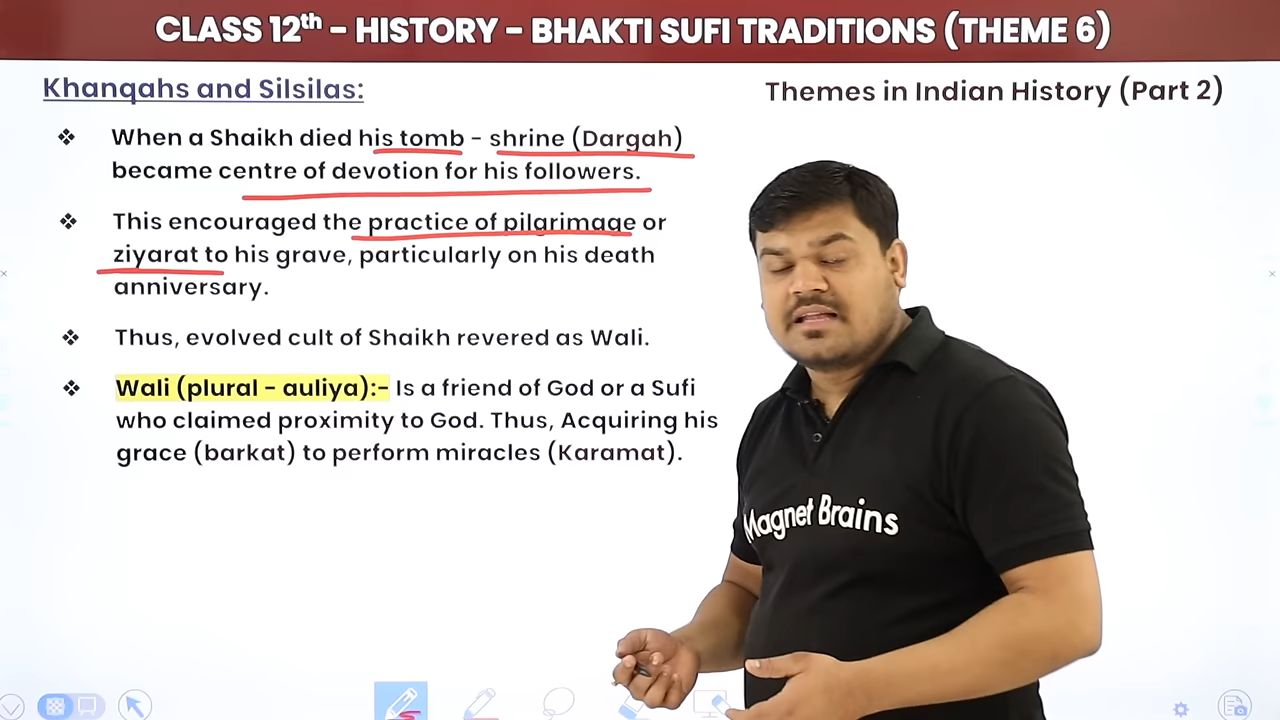 CLASS 12th - HISTORY - BHAKTI SUFI TRADITIONS (THEME 6)
Khanqahs and Silsilas:
Themes in Indian History (Part 2)
❖ When a Shaikh died his tomb - shrine (Dargah)
became centre of devotion for his followers.
❖ This encouraged the practice of pilgrimage or
ziyarat to his grave, particularly on his death
anniversary.
❖ Thus, evolved cult of Shaikh revered as Wali.
❖ Wali (plural - auliya):- Is a friend of God or a Sufi
who claimed proximity to God. Thus, Acquiring his
grace (barkat) to perform miracles (Karamat).
Magnet Brains